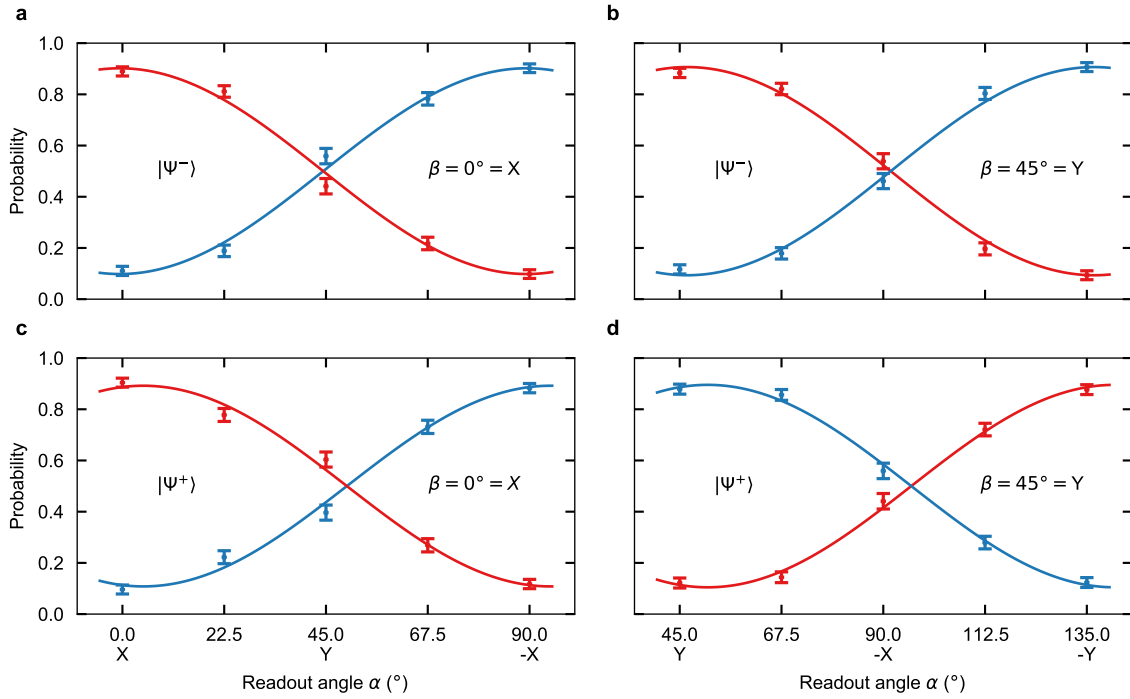 a
b
1.0
0.8
0.6
0.4
0.2
0.0
Probability
|Ψ⁻⟩
β = 0° = X
|Ψ⁻⟩
β = 45° = Y
c
d
1.0
0.8
0.6
0.4
0.2
0.0
Probability
|Ψ⁺⟩
β = 0° = X
|Ψ⁺⟩
β = 45° = Y
0.0 22.5 45.0 67.5 90.0
X Y -X
Readout angle α (°)
45.0 67.5 90.0 112.5 135.0
Y -X -Y
Readout angle α (°)